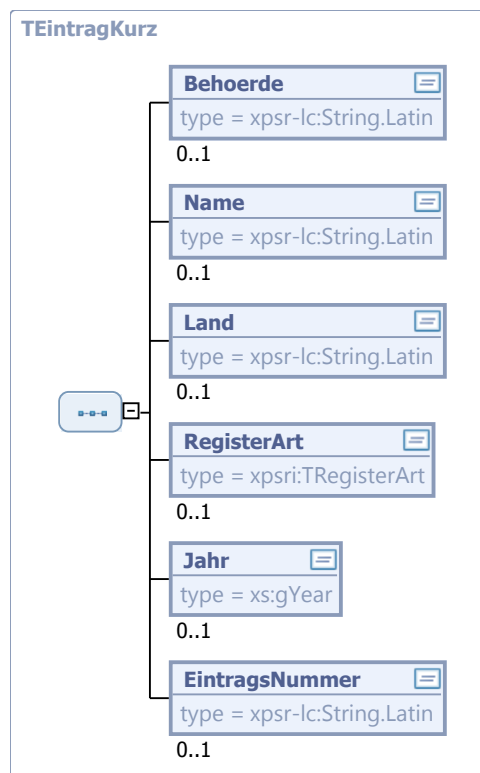 TEintragKurz
Behoerde
type = xpsr-lc:String.Latin
0..1
Name
type = xpsr-lc:String.Latin
0..1
Land
type = xpsr-lc:String.Latin
0..1
RegisterArt
type = xpsri:TRegisterArt
0..1
Jahr
type = xs:gYear
0..1
EintragsNummer
type = xpsr-lc:String.Latin
0..1